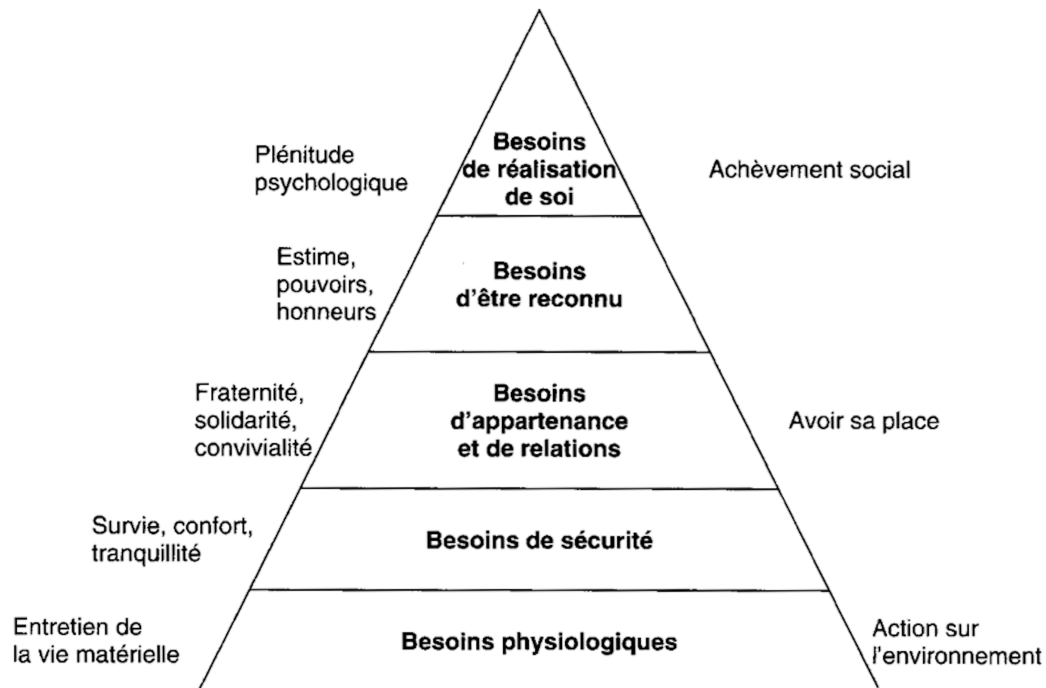 Plénitude
psychologique
Besoins
de réalisation
de soi
Achèvement social
Estime,
pouvoirs,
honneurs
Besoins
d'être reconnu
Fraternité,
solidarité,
convivialité
Besoins
d'appartenance
et de relations
Avoir sa place
Survie, confort,
tranquillité
Besoins de sécurité
Entretien de
la vie matérielle
Besoins physiologiques
Action sur
l'environnement